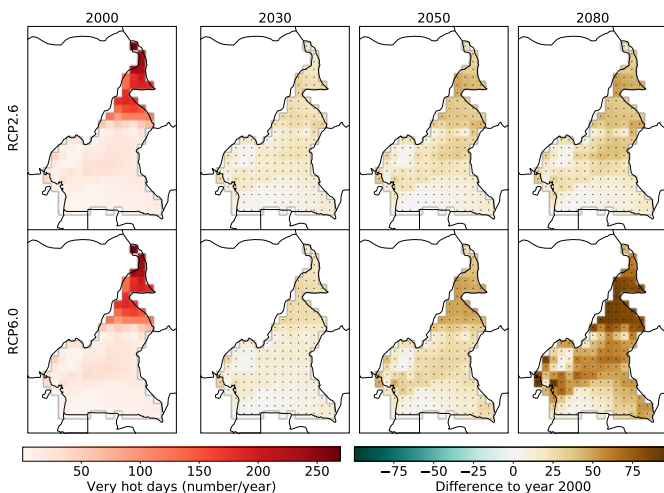 2000 2030 2050 2080
RCP2.6
RCP6.0
50 100 150 200 250 −75 −50 −25 0 25 50 75
Very hot days (number/year) Difference to year 2000